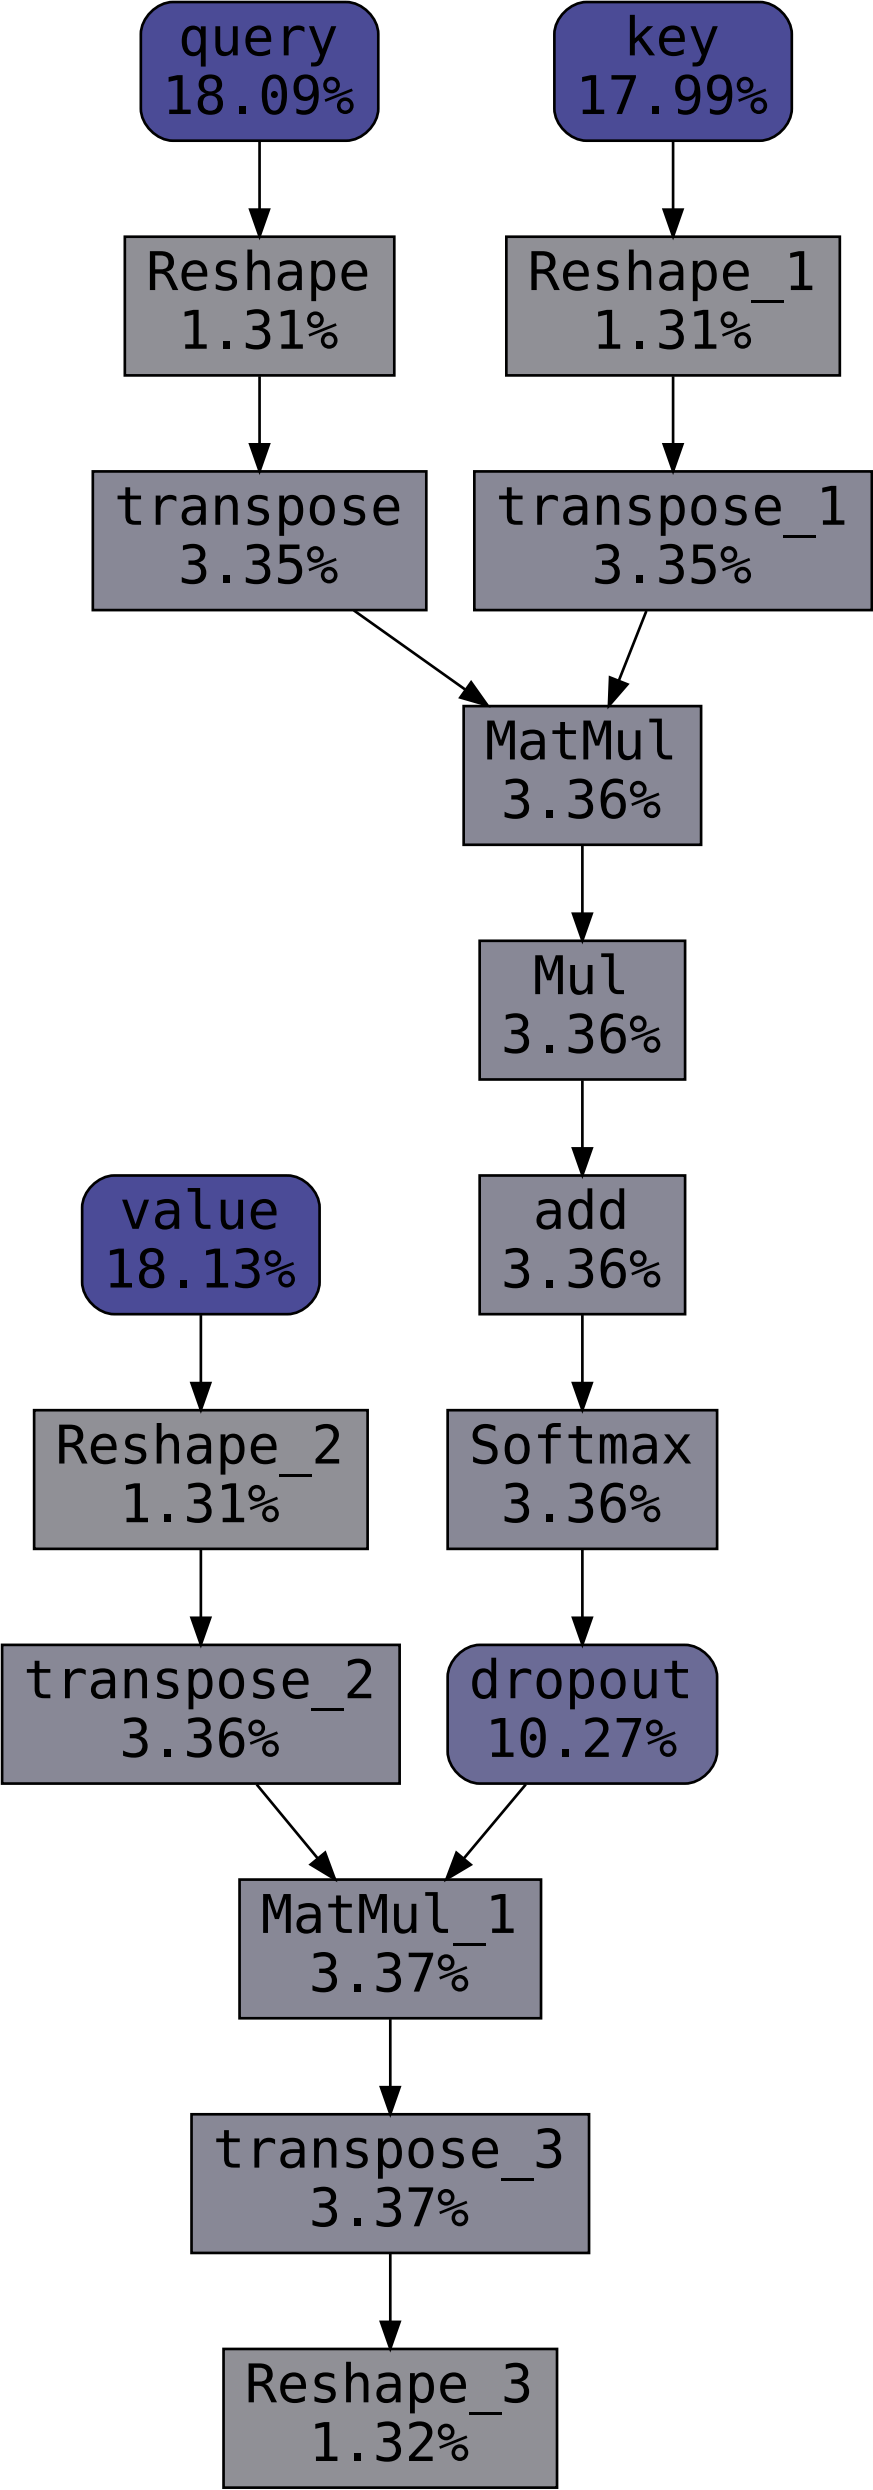 query
18.09%
key
17.99%
Reshape
1.31%
Reshape_1
1.31%
transpose
3.35%
transpose_1
3.35%
MatMul
3.36%
Mul
3.36%
value
18.13%
add
3.36%
Reshape_2
1.31%
Softmax
3.36%
transpose_2
3.36%
dropout
10.27%
MatMul_1
3.37%
transpose_3
3.37%
Reshape_3
1.32%